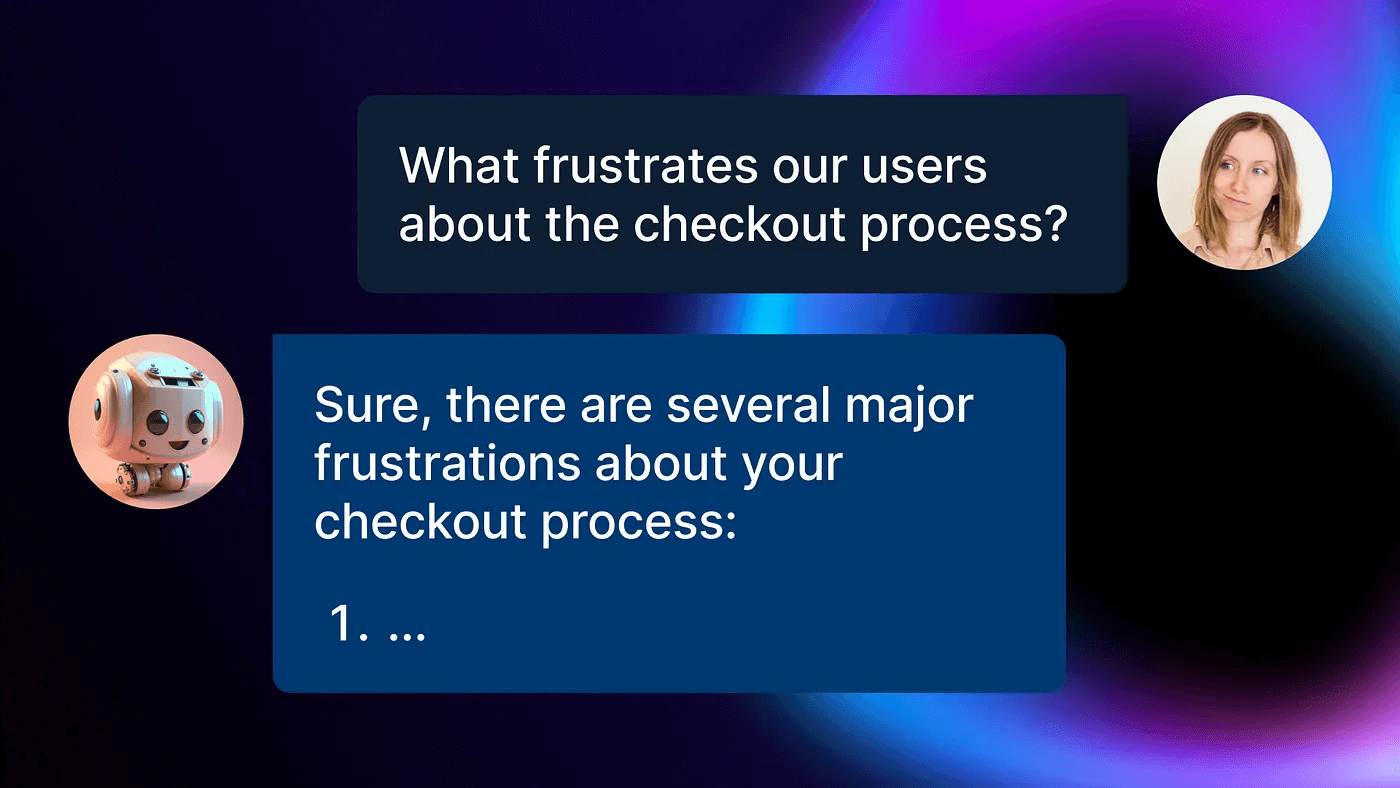 What frustrates our users
about the checkout process?
Sure, there are several major
frustrations about your
checkout process:
1. ...